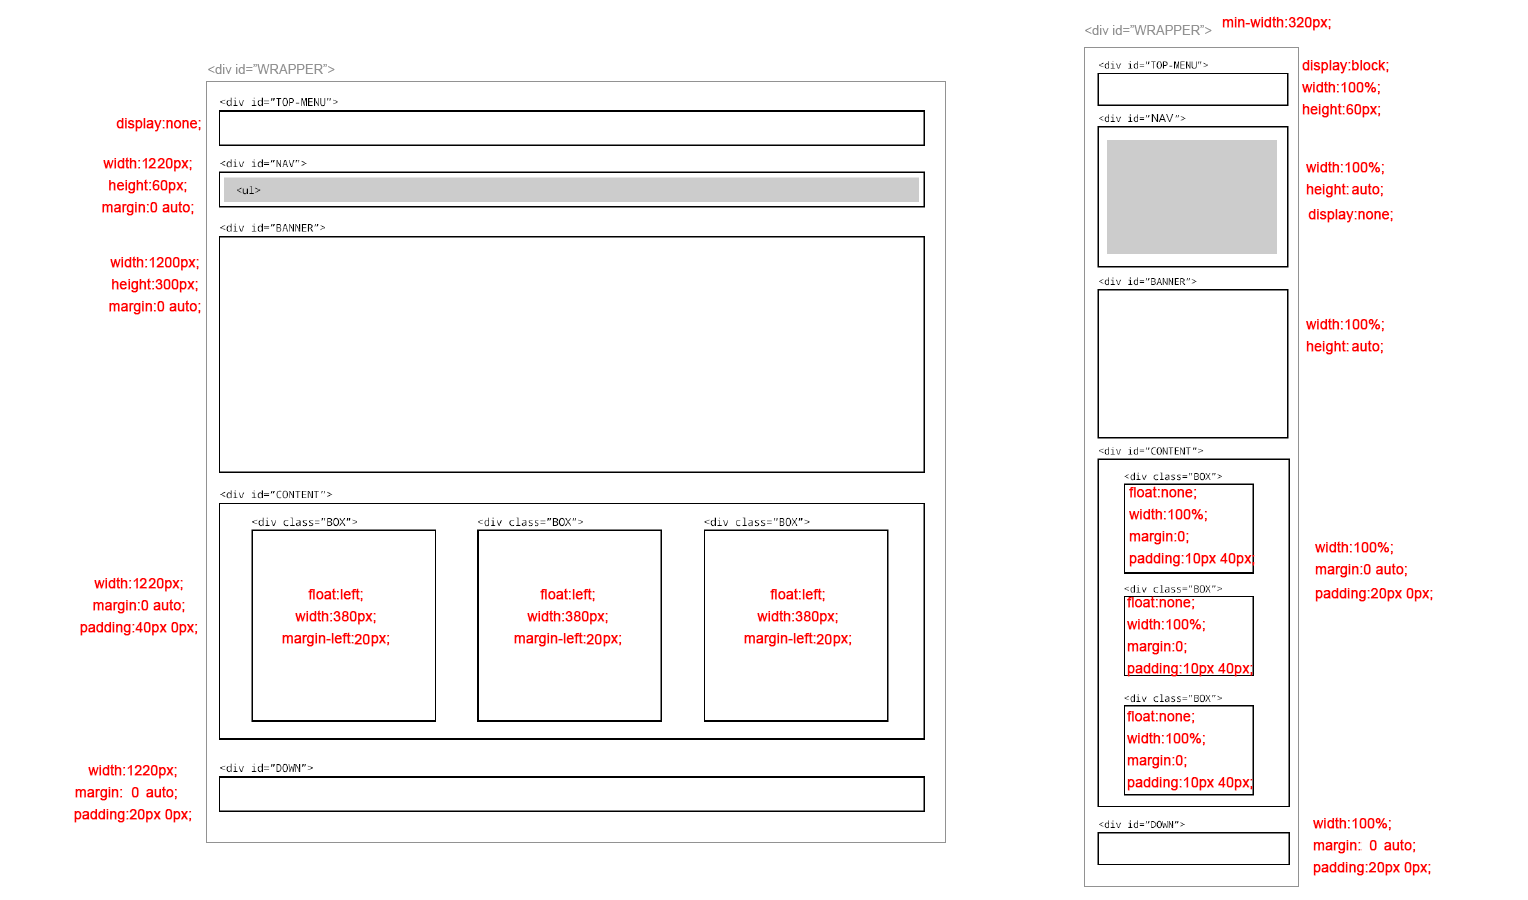 <div id="WRAPPER">
<div id="TOP-MENU">
display:none;
<div id="NAV">
width:1220px;
height:60px;
margin:0 auto;
<ul>
<div id="BANNER">
width:1200px;
height:300px;
margin:0 auto;
<div id="CONTENT">
<div class="BOX">
<div class="BOX">
<div class="BOX">
width:1220px;
margin:0 auto;
padding:40px 0px;
float:left;
width:380px;
margin-left:20px;
float:left;
width:380px;
margin-left:20px;
float:left;
width:380px;
margin-left:20px;
<div id="DOWN">
width:1220px;
margin: 0 auto;
padding:20px 0px;
<div id="WRAPPER">
min-width:320px;
<div id="TOP-MENU">
display:block;
width:100%;
height:60px;
<div id="NAV">
width:100%;
height:auto;
display:none;
<div id="BANNER">
width:100%;
height:auto;
<div id="CONTENT">
<div class="BOX">
float:none;
width:100%;
margin:0;
padding:10px 40px;
<div class="BOX">
float:none;
width:100%;
margin:0;
padding:10px 40px;
<div class="BOX">
float:none;
width:100%;
margin:0;
padding:10px 40px;
width:100%;
margin:0 auto;
padding:20px 0px;
<div id="DOWN">
width:100%;
margin: 0 auto;
padding:20px 0px;